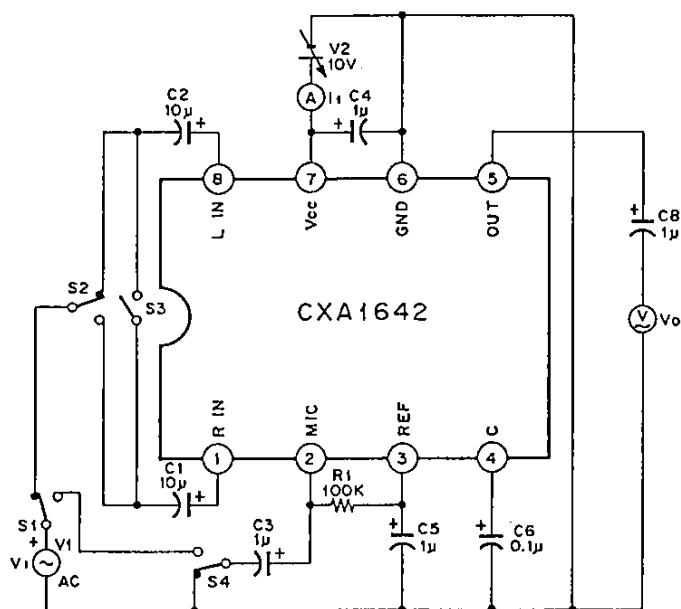 V2
10V
C2
10μ
A
I1
C4
1μ
8
7
6
5
L IN
Vcc
GND
OUT
C8
1μ
S2
S3
CXA1642
V
Vo
R IN
MIC
REF
C
1
2
3
4
C1
10μ
R1
100K
S1
V1
Vi
AC
C3
1μ
S4
C5
1μ
C6
0.1μ